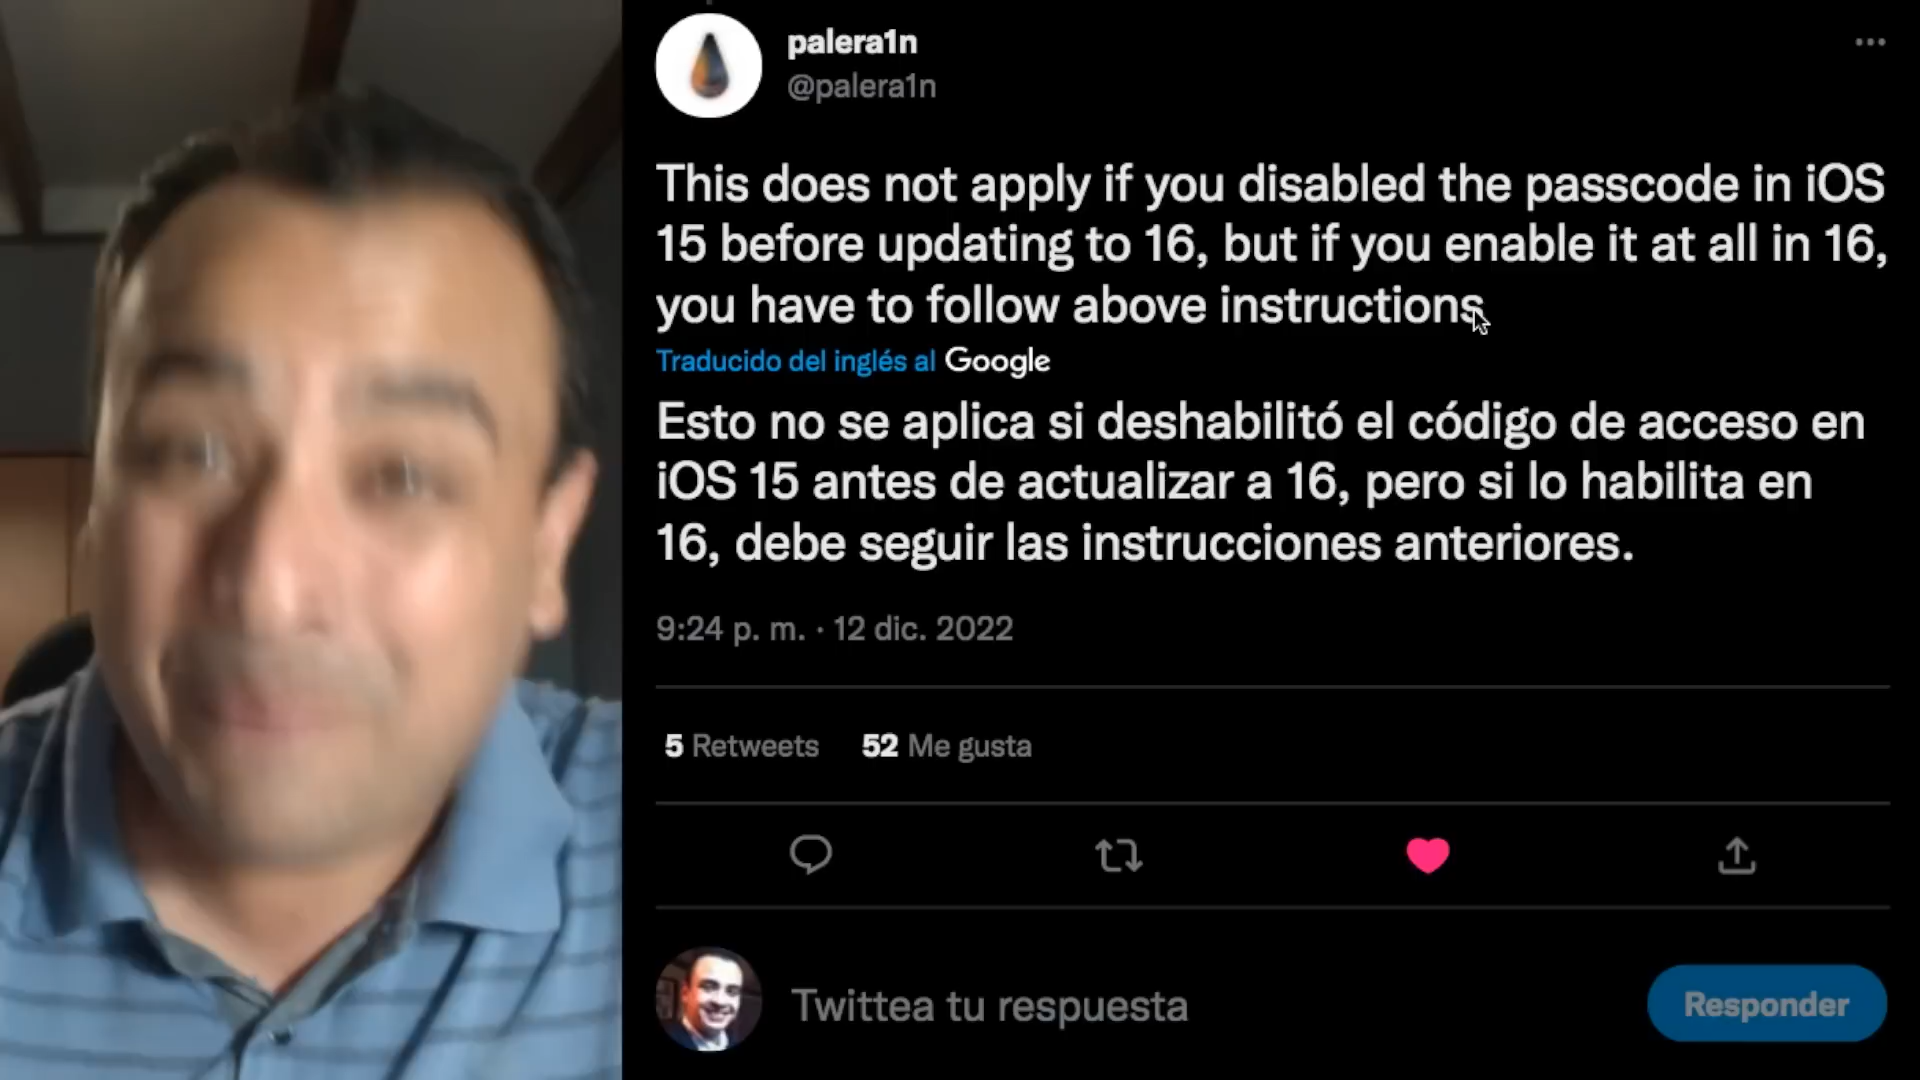 palera1n
@palera1n
This does not apply if you disabled the passcode in iOS
15 before updating to 16, but if you enable it at all in 16,
you have to follow above instructions
Traducido del inglés al Google
Esto no se aplica si deshabilitó el código de acceso en
iOS 15 antes de actualizar a 16, pero si lo habilita en
16, debe seguir las instrucciones anteriores.
9:24 p. m. · 12 dic. 2022
5 Retweets 52 Me gusta
Twittea tu respuesta
Responder